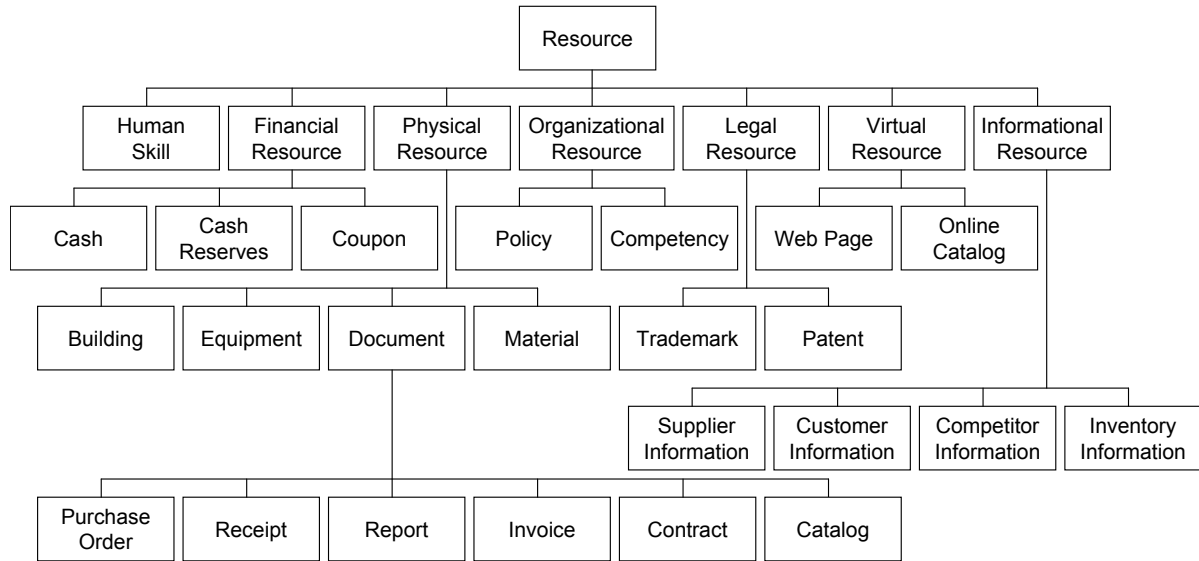 Resource
Human
Skill
Financial
Resource
Physical
Resource
Organizational
Resource
Legal
Resource
Virtual
Resource
Informational
Resource
Cash
Cash
Reserves
Coupon
Policy
Competency
Web Page
Online
Catalog
Building
Equipment
Document
Material
Trademark
Patent
Supplier
Information
Customer
Information
Competitor
Information
Inventory
Information
Purchase
Order
Receipt
Report
Invoice
Contract
Catalog